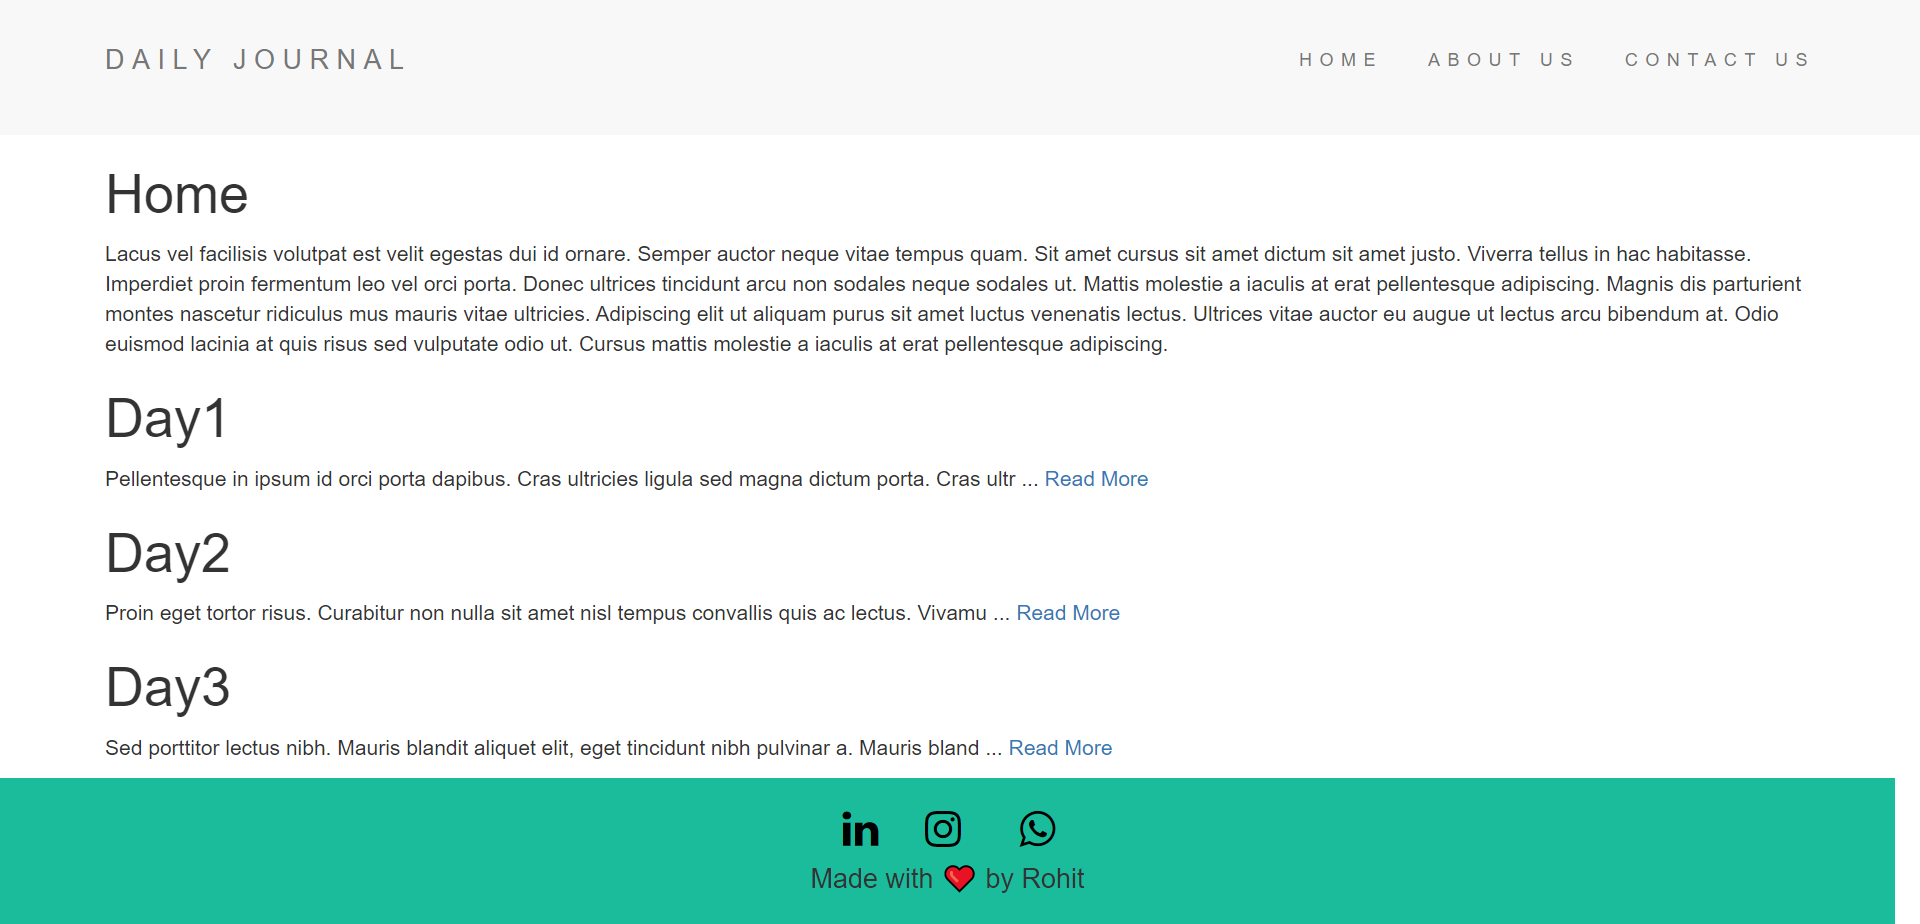 DAILY JOURNAL
HOME ABOUT US CONTACT US
Home
Lacus vel facilisis volutpat est velit egestas dui id ornare. Semper auctor neque vitae tempus quam. Sit amet cursus sit amet dictum sit amet justo. Viverra tellus in hac habitasse.
Imperdiet proin fermentum leo vel orci porta. Donec ultrices tincidunt arcu non sodales neque sodales ut. Mattis molestie a iaculis at erat pellentesque adipiscing. Magnis dis parturient
montes nascetur ridiculus mus mauris vitae ultricies. Adipiscing elit ut aliquam purus sit amet luctus venenatis lectus. Ultrices vitae auctor eu augue ut lectus arcu bibendum at. Odio
euismod lacinia at quis risus sed vulputate odio ut. Cursus mattis molestie a iaculis at erat pellentesque adipiscing.
Day1
Pellentesque in ipsum id orci porta dapibus. Cras ultricies ligula sed magna dictum porta. Cras ultr ... Read More
Day2
Proin eget tortor risus. Curabitur non nulla sit amet nisl tempus convallis quis ac lectus. Vivamu ... Read More
Day3
Sed porttitor lectus nibh. Mauris blandit aliquet elit, eget tincidunt nibh pulvinar a. Mauris bland ... Read More
in
Made with ❤ by Rohit